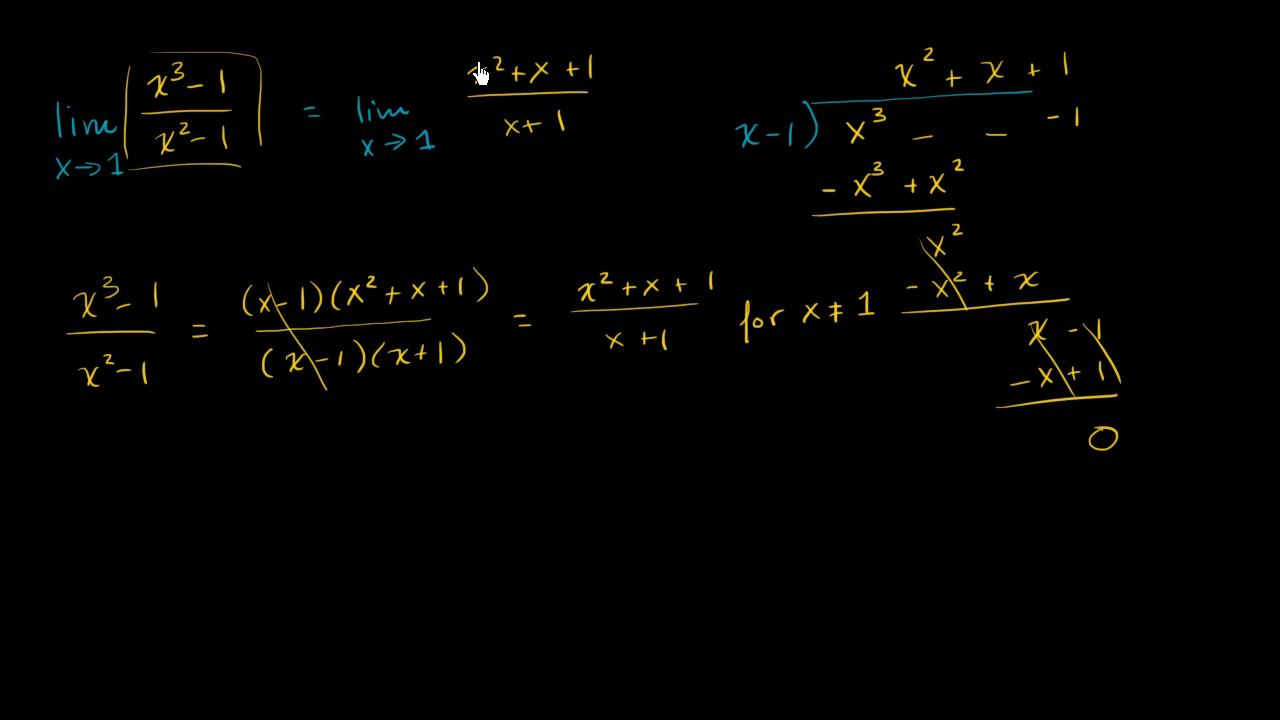 lim x→1 (x³ - 1)/(x² - 1) = lim x→1 (x² + x + 1)/(x + 1)
(x³ - 1)/(x² - 1) = (x - 1)(x² + x + 1)/(x - 1)(x + 1) = (x² + x + 1)/(x + 1) for x ≠ 1
x² + x + 1
x-1 ) x³ - - -1
- x³ + x²
x²
- x² + x
x - 1
- x + 1
0